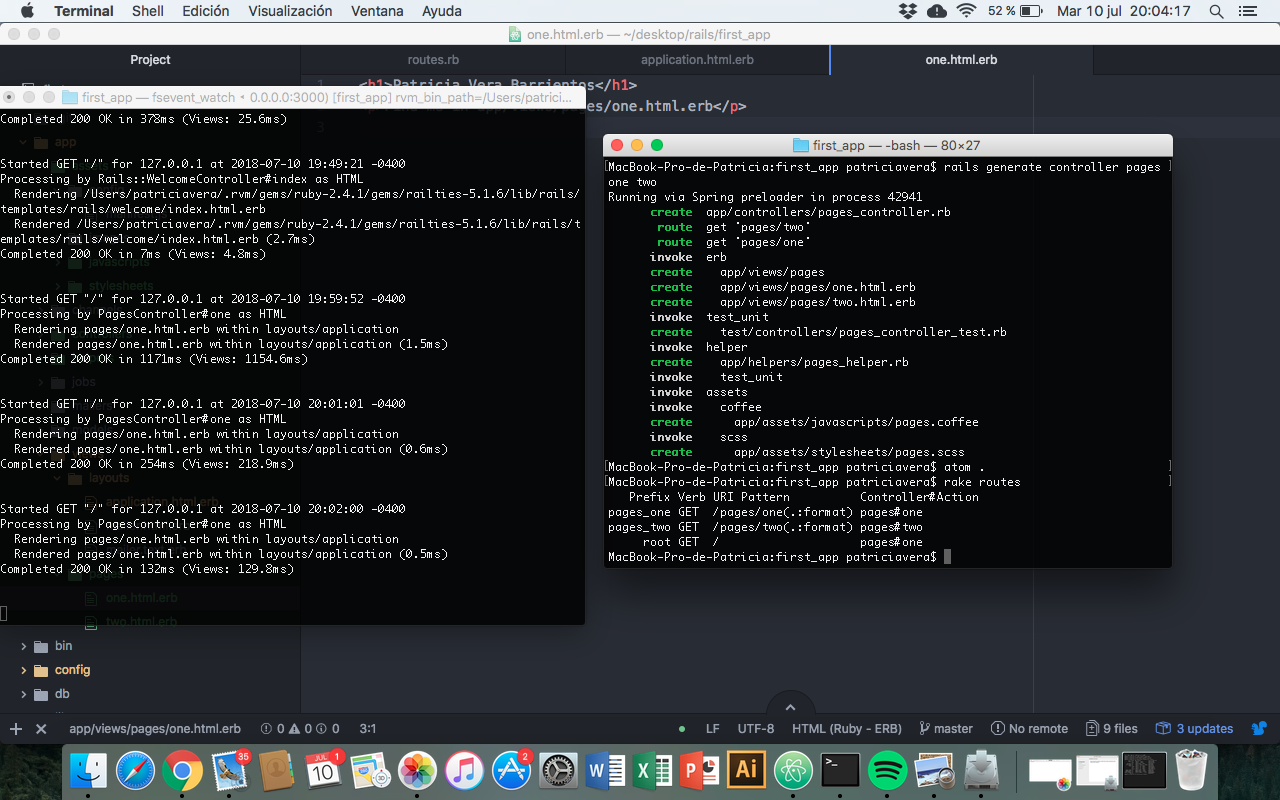 Terminal Shell Edición Visualización Ventana Ayuda 52 % Mar 10 jul 20:04:17
one.html.erb — ~/desktop/rails/first_app
Project routes.rb application.html.erb one.html.erb
1 <h1>Patricia Vera Barrientos</h1>
pages/one.html.erb</p>
3
first_app — fsevent_watch • 0.0.0.0:3000) [first_app] rvm_bin_path=/Users/patrici...
Completed 200 OK in 378ms (Views: 25.6ms)
app
Started GET "/" for 127.0.0.1 at 2018-07-10 19:49:21 -0400
Processing by Rails::WelcomeController#index as HTML
Rendering /Users/patriciavera/.rvm/gems/ruby-2.4.1/gems/railties-5.1.6/lib/rails/
templates/rails/welcome/index.html.erb
Rendered /Users/patriciavera/.rvm/gems/ruby-2.4.1/gems/railties-5.1.6/lib/rails/t
emplates/rails/welcome/index.html.erb (2.7ms)
Completed 200 OK in 7ms (Views: 4.8ms)
javascripts
stylesheets
Started GET "/" for 127.0.0.1 at 2018-07-10 19:59:52 -0400
Processing by PagesController#one as HTML
Rendering pages/one.html.erb within layouts/application
Rendered pages/one.html.erb within layouts/application (1.5ms)
Completed 200 OK in 1171ms (Views: 1154.6ms)
jobs
Started GET "/" for 127.0.0.1 at 2018-07-10 20:01:01 -0400
Processing by PagesController#one as HTML
Rendering pages/one.html.erb within layouts/application
Rendered pages/one.html.erb within layouts/application (0.6ms)
Completed 200 OK in 254ms (Views: 218.9ms)
layouts
application.html.erb
Started GET "/" for 127.0.0.1 at 2018-07-10 20:02:00 -0400
Processing by PagesController#one as HTML
Rendering pages/one.html.erb within layouts/application
Rendered pages/one.html.erb within layouts/application (0.5ms)
Completed 200 OK in 132ms (Views: 129.8ms)
pages
one.html.erb
two.html.erb
bin
config
db
first_app — -bash — 80×27
[MacBook-Pro-de-Patricia:first_app patriciavera$ rails generate controller pages ]
one two
Running via Spring preloader in process 42941
create app/controllers/pages_controller.rb
route get 'pages/two'
route get 'pages/one'
invoke erb
create app/views/pages
create app/views/pages/one.html.erb
create app/views/pages/two.html.erb
invoke test_unit
create test/controllers/pages_controller_test.rb
invoke helper
create app/helpers/pages_helper.rb
invoke test_unit
invoke assets
invoke coffee
create app/assets/javascripts/pages.coffee
invoke scss
create app/assets/stylesheets/pages.scss
[MacBook-Pro-de-Patricia:first_app patriciavera$ atom . ]
[MacBook-Pro-de-Patricia:first_app patriciavera$ rake routes ]
Prefix Verb URI Pattern Controller#Action
pages_one GET /pages/one(.:format) pages#one
pages_two GET /pages/two(.:format) pages#two
root GET / pages#one
MacBook-Pro-de-Patricia:first_app patriciavera$
app/views/pages/one.html.erb 0 0 0 3:1 LF UTF-8 HTML (Ruby - ERB) master No remote 9 files 3 updates
35 JUL 10 1 2 W X P Ai >_